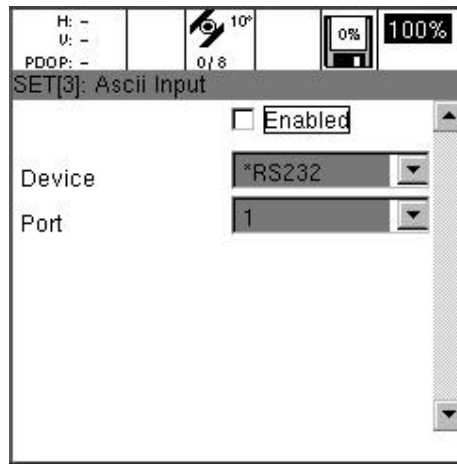 H: -
V: -
PDOP: -
10°
0/8
0%
100%
SET[3]: Ascii Input
Enabled
Device
*RS232
Port
1